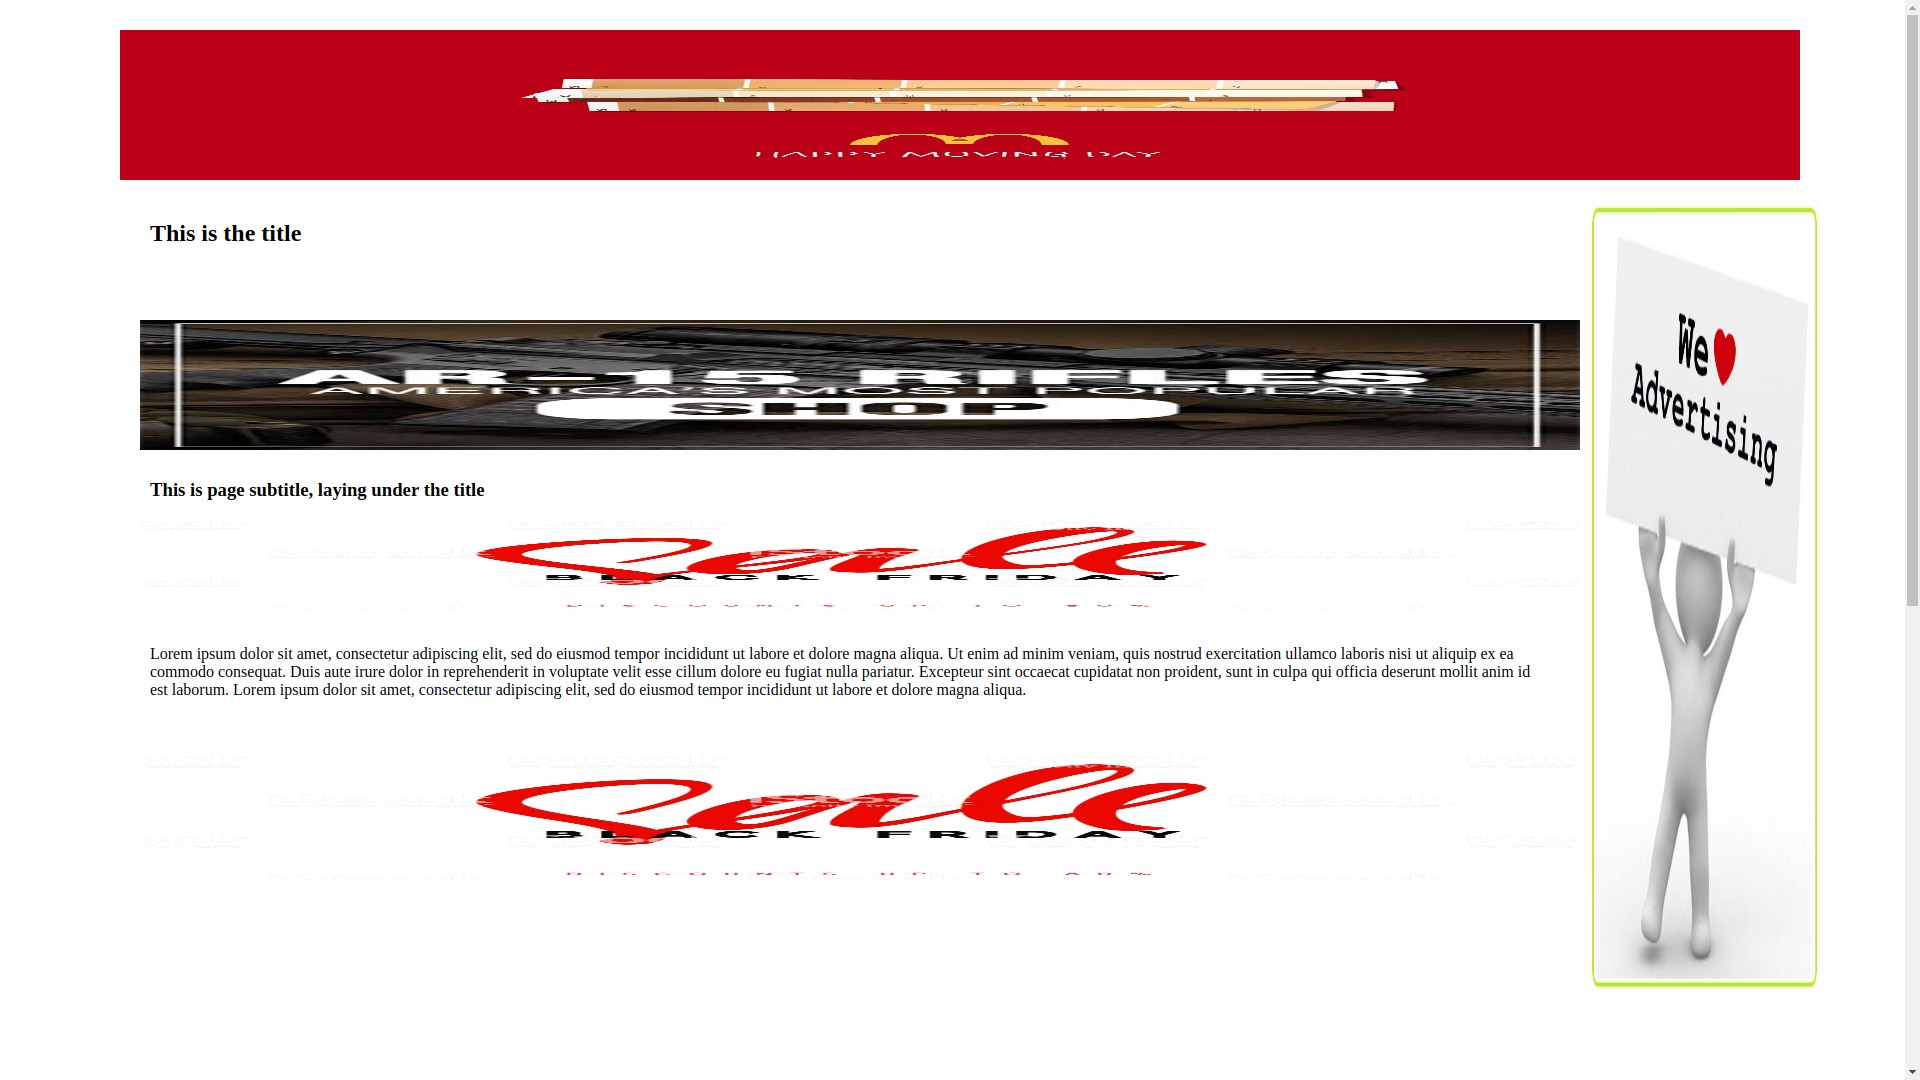 HAPPY MOVING DAY
This is the title
AR-15 RIFLES
AMERICA'S MOST POPULAR
SHOP
This is page subtitle, laying under the title
Sale
BLACK FRIDAY
Lorem ipsum dolor sit amet, consectetur adipiscing elit, sed do eiusmod tempor incididunt ut labore et dolore magna aliqua. Ut enim ad minim veniam, quis nostrud exercitation ullamco laboris nisi ut aliquip ex ea
commodo consequat. Duis aute irure dolor in reprehenderit in voluptate velit esse cillum dolore eu fugiat nulla pariatur. Excepteur sint occaecat cupidatat non proident, sunt in culpa qui officia deserunt mollit anim id
est laborum. Lorem ipsum dolor sit amet, consectetur adipiscing elit, sed do eiusmod tempor incididunt ut labore et dolore magna aliqua.
Sale
BLACK FRIDAY
We
Advertising